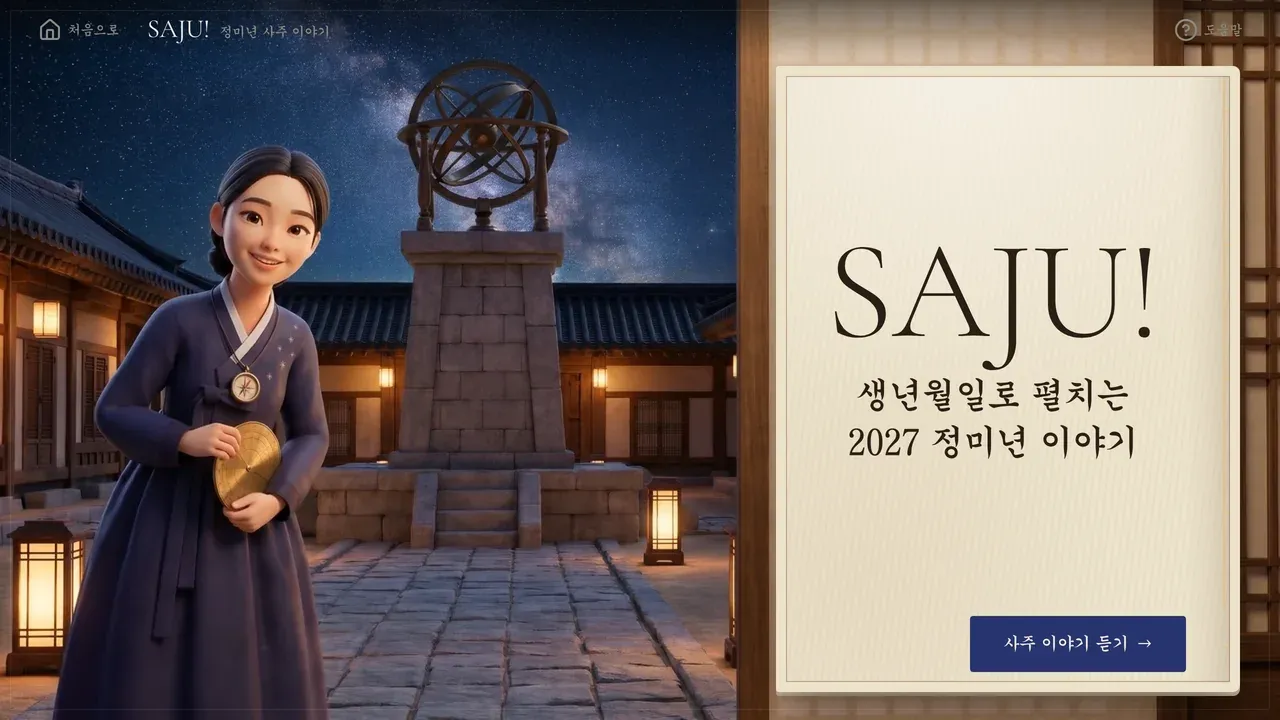 처음으로
SAJU! 정미년 사주 이야기
도움말
SAJU!
생년월일로 펼치는
2027 정미년 이야기
사주 이야기 듣기 →